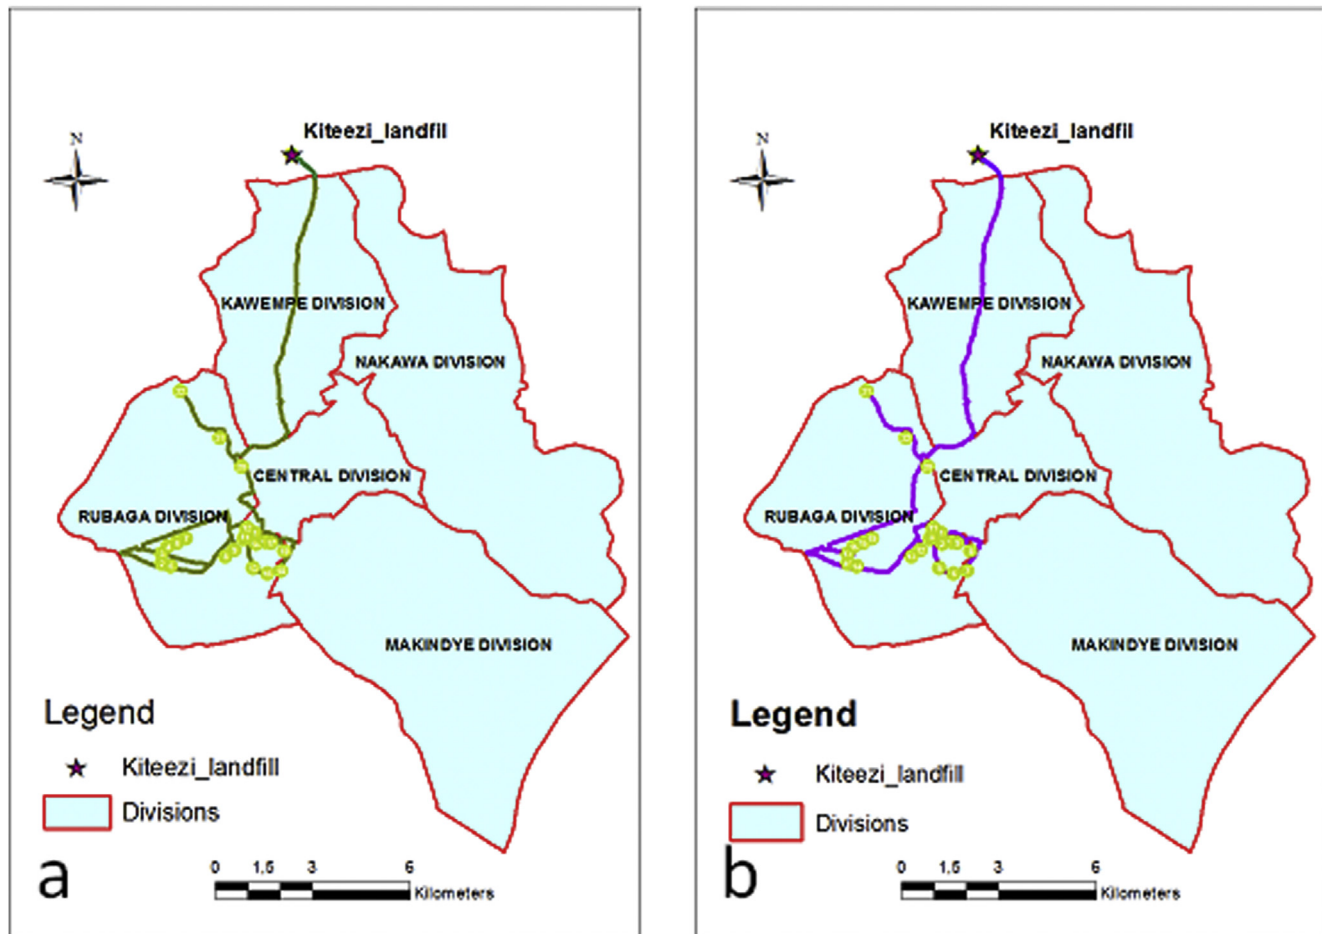 Kiteezi_landfil
N
KAWEMPE DIVISION
NAKAWA DIVISION
CENTRAL DIVISION
RUBAGA DIVISION
MAKINDYE DIVISION
Legend
Kiteezi_landfill
Divisions
a
0 1.5 3 6
Kilometers
Kiteezi_landfil
N
KAWEMPE DIVISION
NAKAWA DIVISION
CENTRAL DIVISION
RUBAGA DIVISION
MAKINDYE DIVISION
Legend
Kiteezi_landfill
Divisions
b
0 1.5 3 6
Kilometers